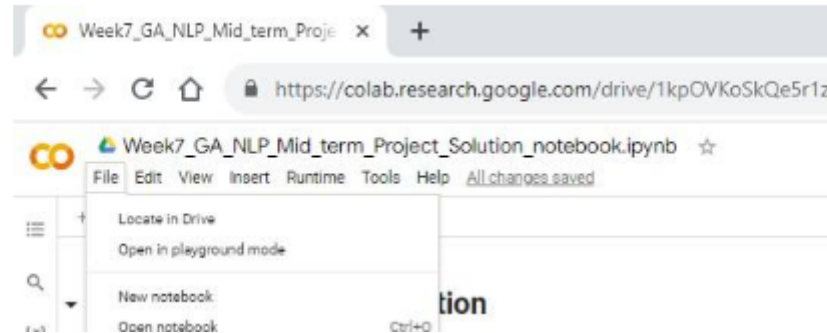 Week7_GA_NLP_Mid_term_Proje
https://colab.research.google.com/drive/1kpOVKoSkQe5r1z
Week7_GA_NLP_Mid_term_Project_Solution_notebook.ipynb
File Edit View Insert Runtime Tools Help All changes saved
Locate in Drive
Open in playground mode
New notebook
tion
Open notebook Ctrl+O